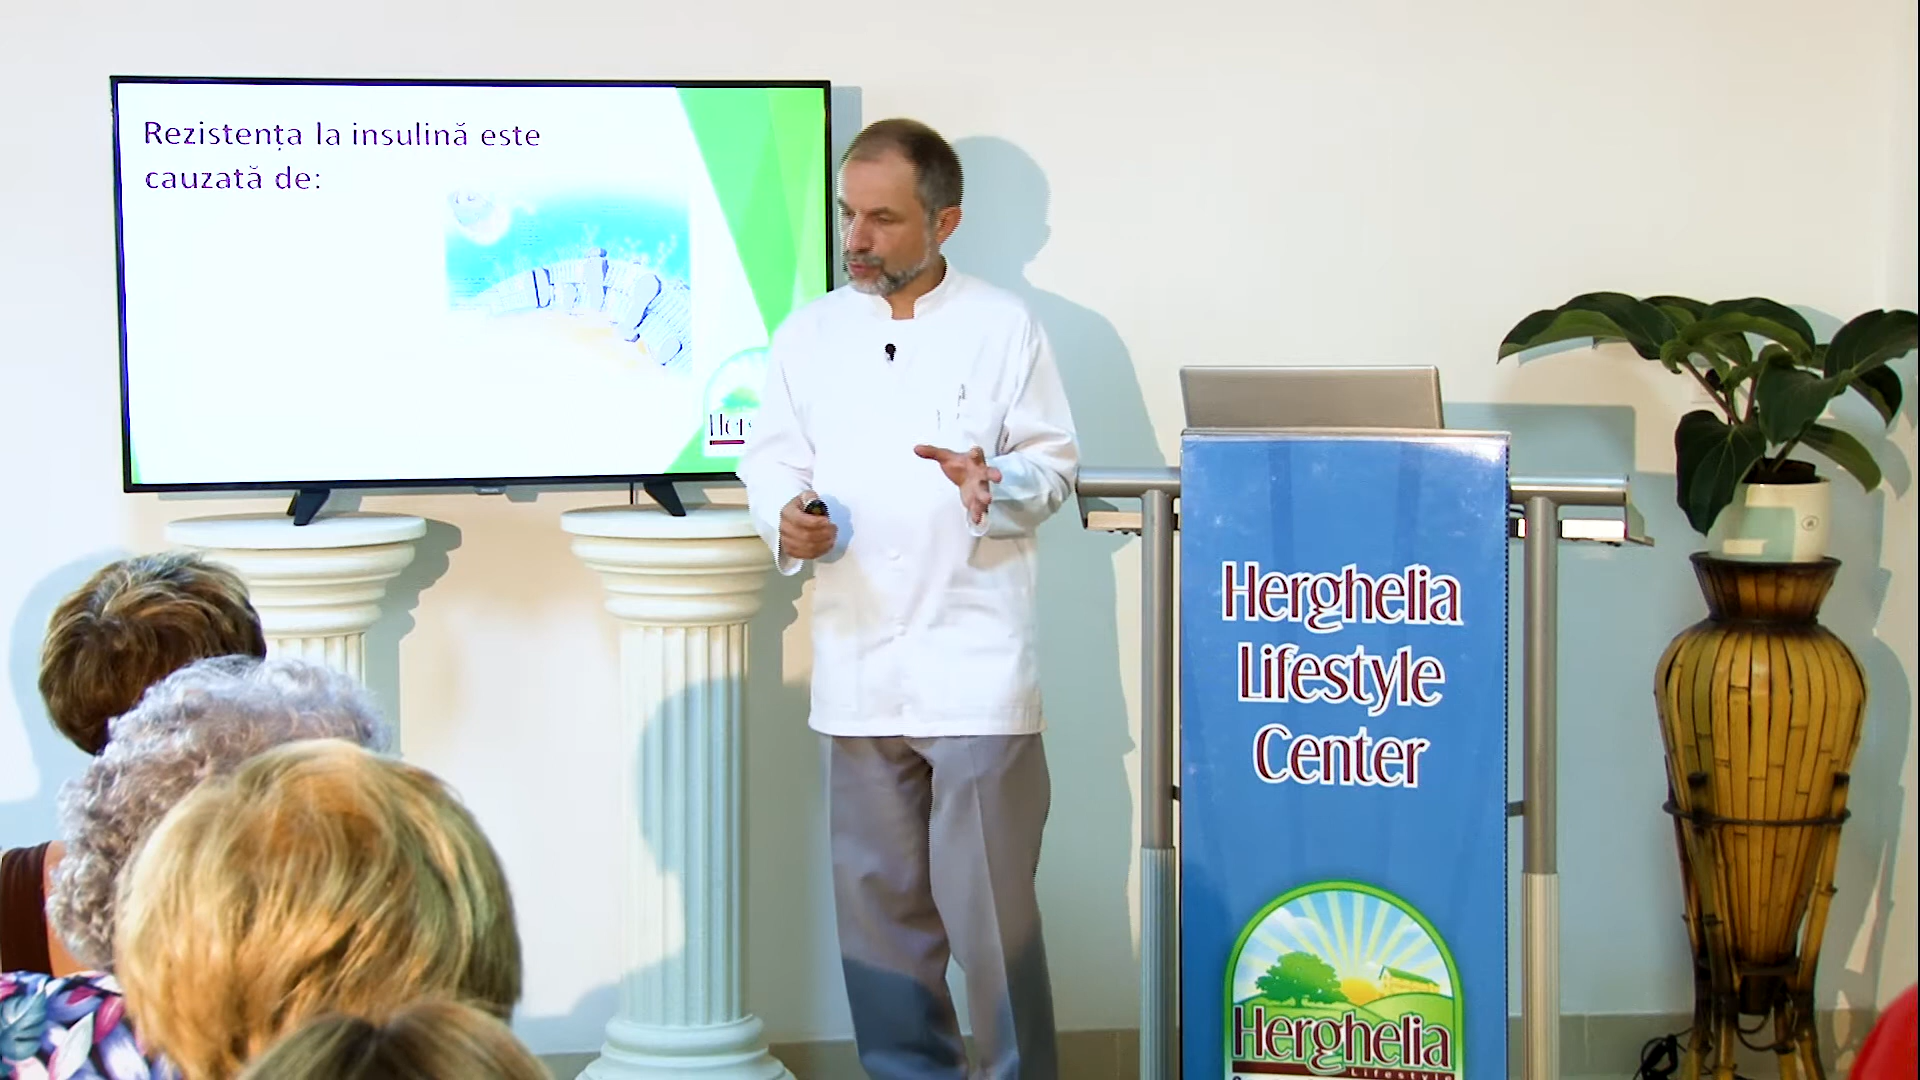 Rezistența la insulină este
cauzată de:
Herghelia
Lifestyle
Center
Herghelia
Lifestyle